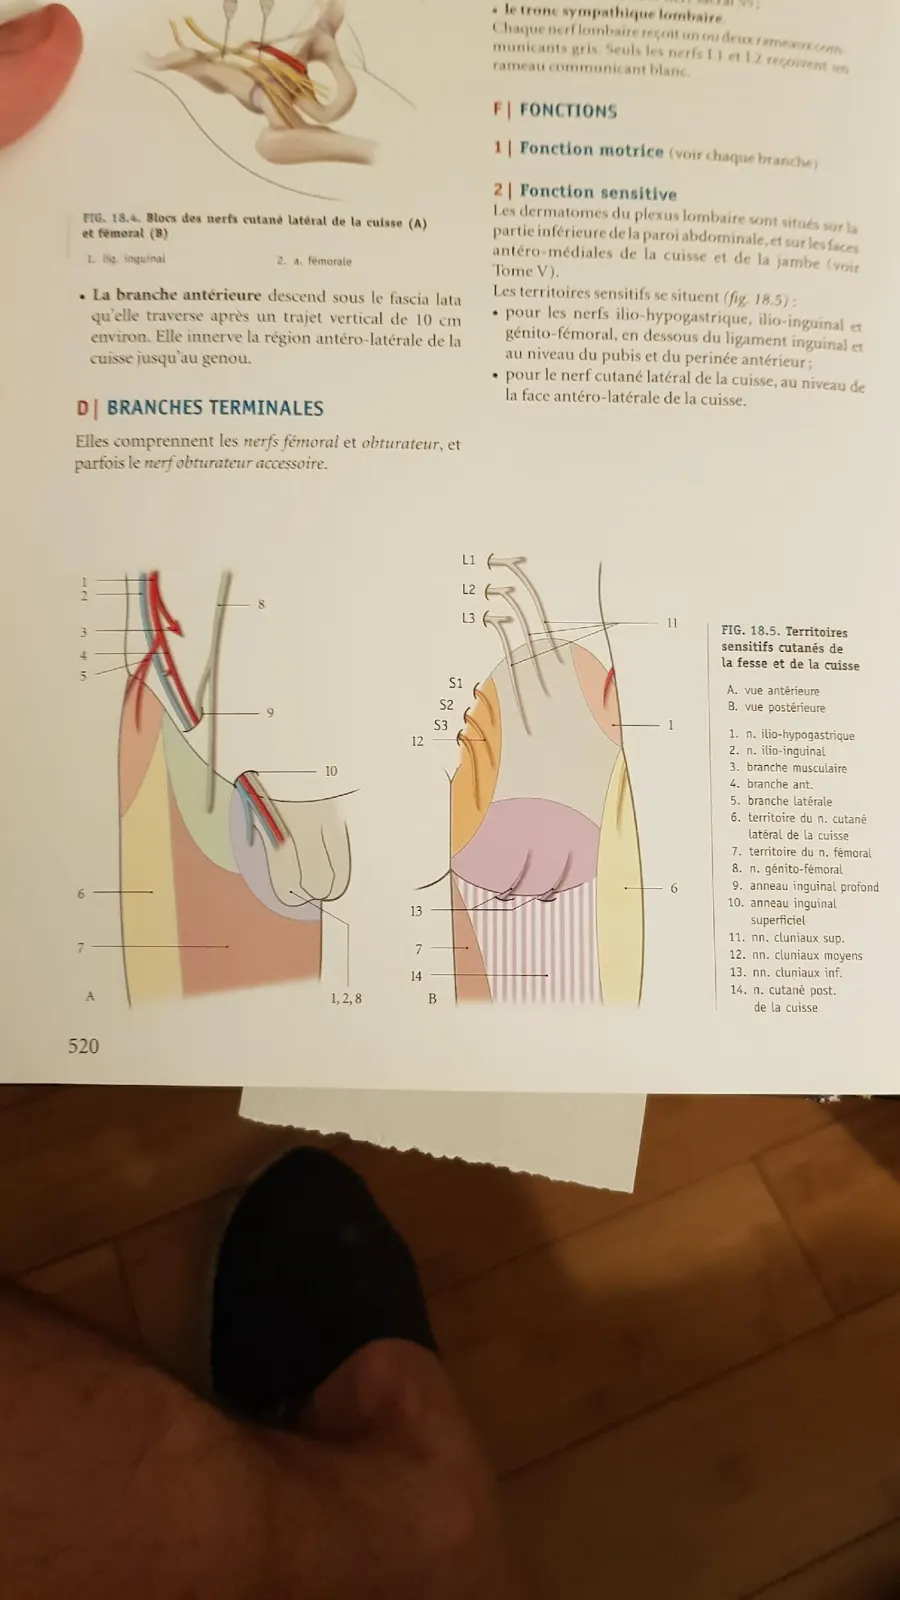 • le tronc sympathique lombaire.
Chaque nerf lombaire reçoit un ou deux rameaux com-
municants gris. Seuls les nerfs L1 et L2 reçoivent un
rameau communicant blanc.
F| FONCTIONS
1| Fonction motrice (voir chaque branche)
2| Fonction sensitive
Les dermatomes du plexus lombaire sont situés sur la
partie inférieure de la paroi abdominale, et sur les faces
antéro-médiales de la cuisse et de la jambe (voir
Tome V).
Les territoires sensitifs se situent (fig. 18.5) :
• pour les nerfs ilio-hypogastrique, ilio-inguinal et
génito-fémoral, en dessous du ligament inguinal et
au niveau du pubis et du perinée antérieur ;
• pour le nerf cutané latéral de la cuisse, au niveau de
la face antéro-latérale de la cuisse.
FIG. 18.4. Blocs des nerfs cutané latéral de la cuisse (A)
et fémoral (B)
1. lig. inguinal
2. a. fémorale
• La branche antérieure descend sous le fascia lata
qu'elle traverse après un trajet vertical de 10 cm
environ. Elle innerve la région antéro-latérale de la
cuisse jusqu'au genou.
D| BRANCHES TERMINALES
Elles comprennent les nerfs fémoral et obturateur, et
parfois le nerf obturateur accessoire.
1
2
3
4
5
8
9
10
6
7
A
1, 2, 8
L1
L2
L3
11
S1
S2
S3
12
1
13
6
7
14
B
FIG. 18.5. Territoires
sensitifs cutanés de
la fesse et de la cuisse
A. vue antérieure
B. vue postérieure
1. n. ilio-hypogastrique
2. n. ilio-inguinal
3. branche musculaire
4. branche ant.
5. branche latérale
6. territoire du n. cutané
latéral de la cuisse
7. territoire du n. fémoral
8. n. génito-fémoral
9. anneau inguinal profond
10. anneau inguinal
superficiel
11. nn. cluniaux sup.
12. nn. cluniaux moyens
13. nn. cluniaux inf.
14. n. cutané post.
de la cuisse
520